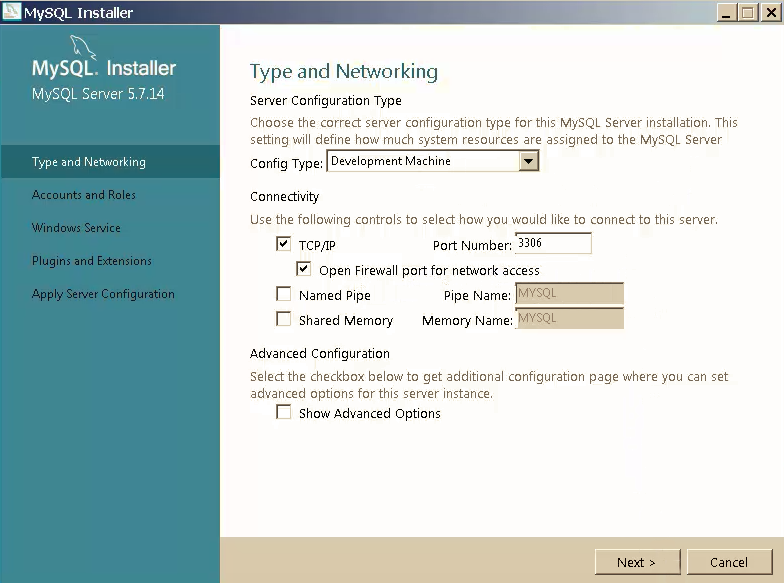 MySQL Installer
MySQL. Installer
MySQL Server 5.7.14
Type and Networking
Accounts and Roles
Windows Service
Plugins and Extensions
Apply Server Configuration
Type and Networking
Server Configuration Type
Choose the correct server configuration type for this MySQL Server installation. This
setting will define how much system resources are assigned to the MySQL Server
Config Type: Development Machine
Connectivity
Use the following controls to select how you would like to connect to this server.
TCP/IP Port Number: 3306
Open Firewall port for network access
Named Pipe Pipe Name: MYSQL
Shared Memory Memory Name: MYSQL
Advanced Configuration
Select the checkbox below to get additional configuration page where you can set
advanced options for this server instance.
Show Advanced Options
Next > Cancel